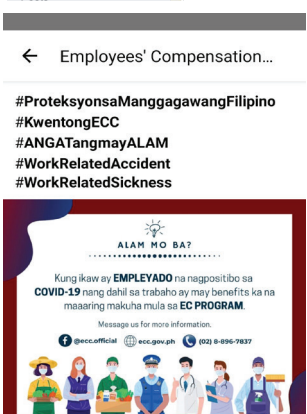 Employees' Compensation...
#ProteksyonsaManggagawangFilipino
#KwentongECC
#ANGATangmayALAM
#WorkRelatedAccident
#WorkRelatedSickness
ALAM MO BA?
Kung ikaw ay EMPLEYADO na nagpositibo sa
COVID-19 nang dahil sa trabaho ay may benefits ka na
maaaring makuha mula sa EC PROGRAM.
Message us for more information.
@ecc.official ecc.gov.ph (02) 8-896-7837